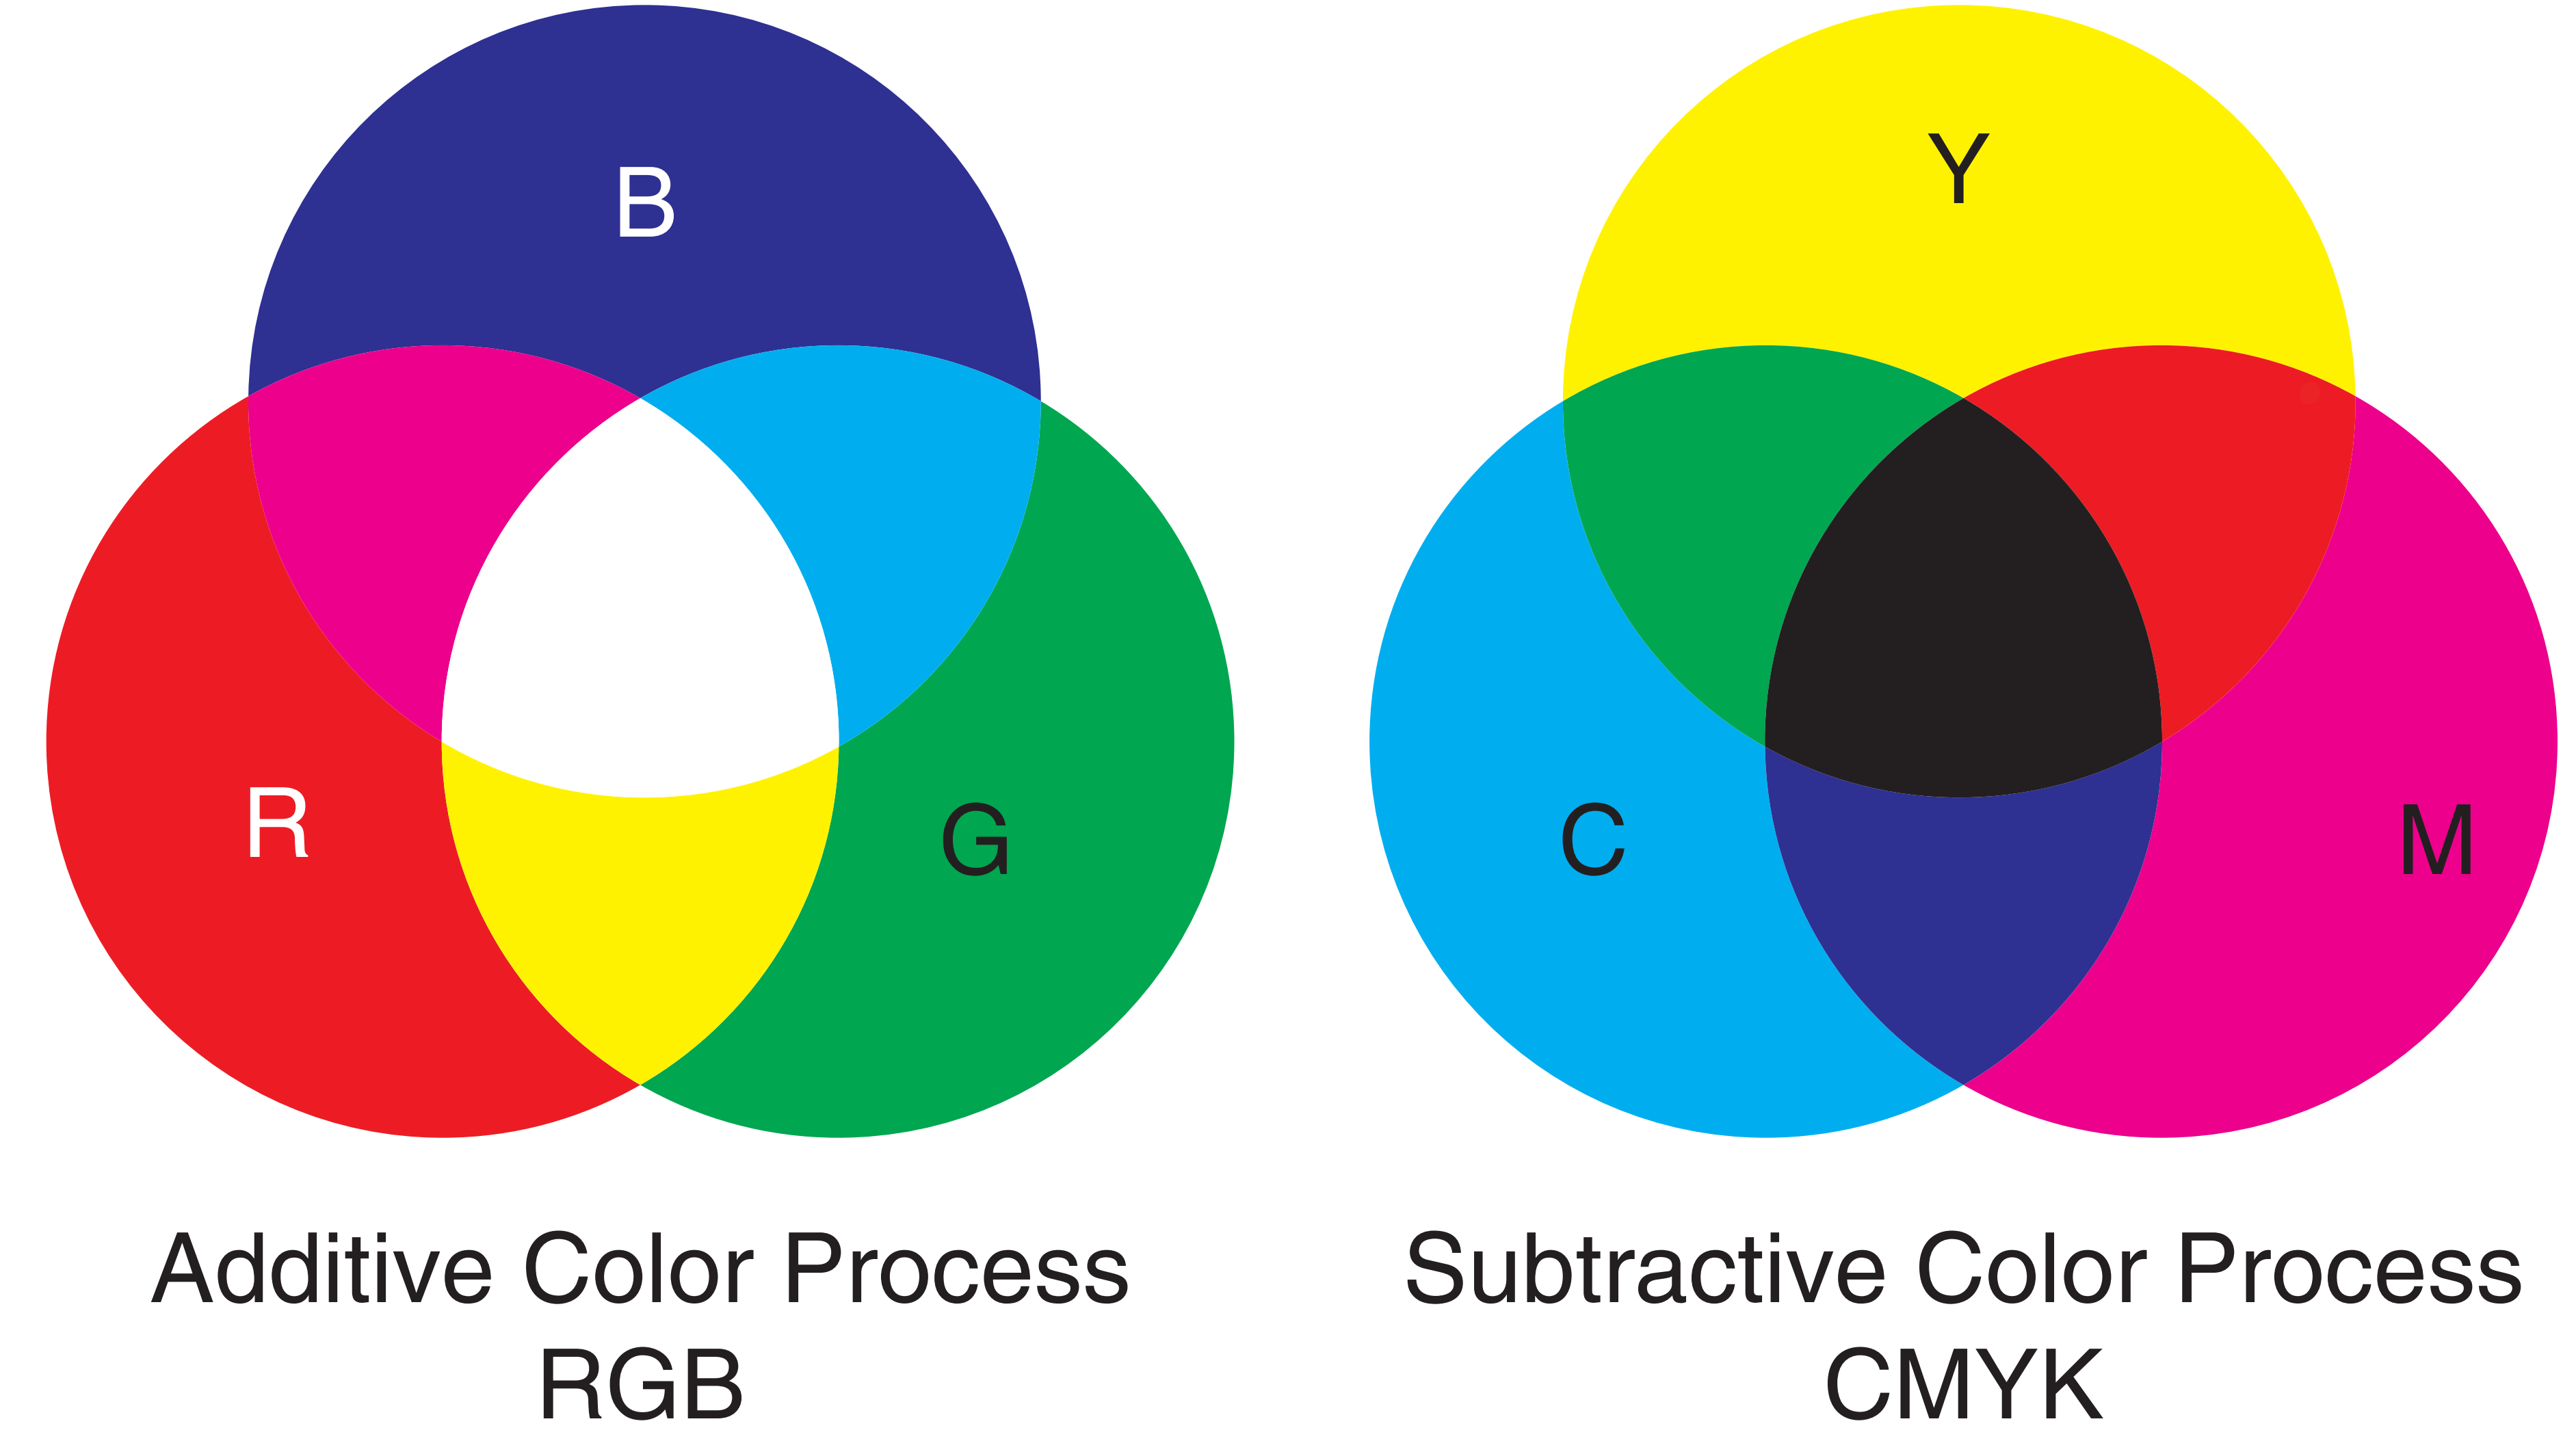 B
R
G
Additive Color Process
RGB
Y
C
M
Subtractive Color Process
CMYK